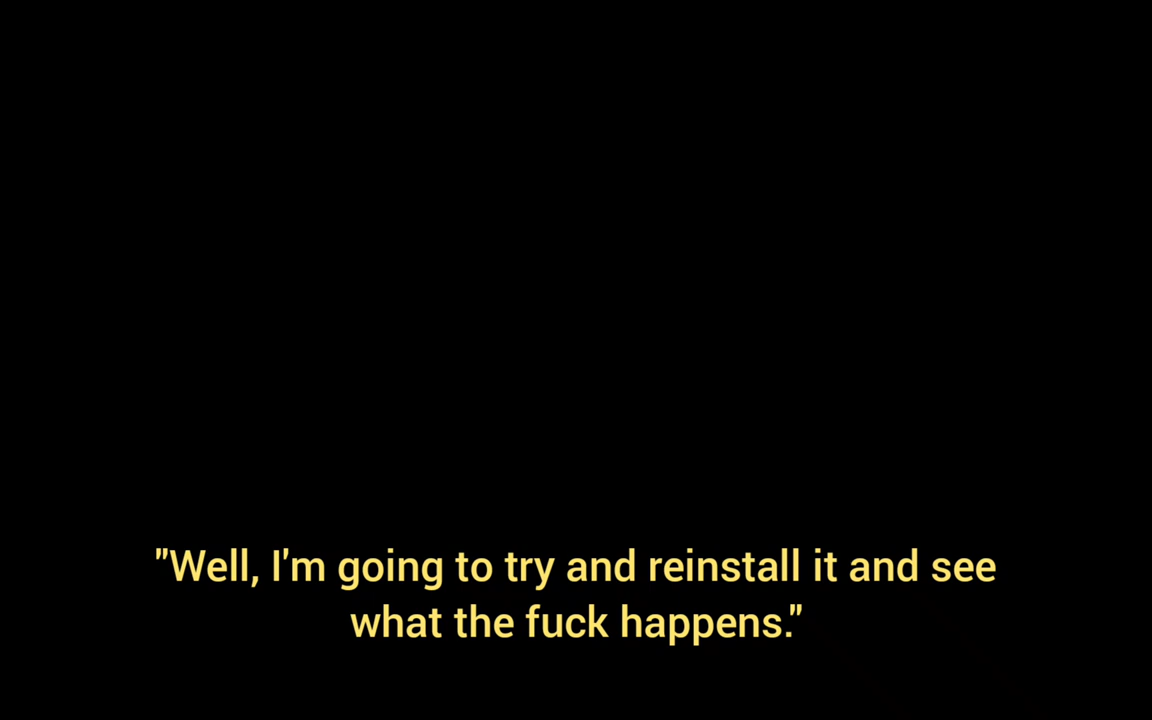 "Well, I'm going to try and reinstall it and see
what the fuck happens."